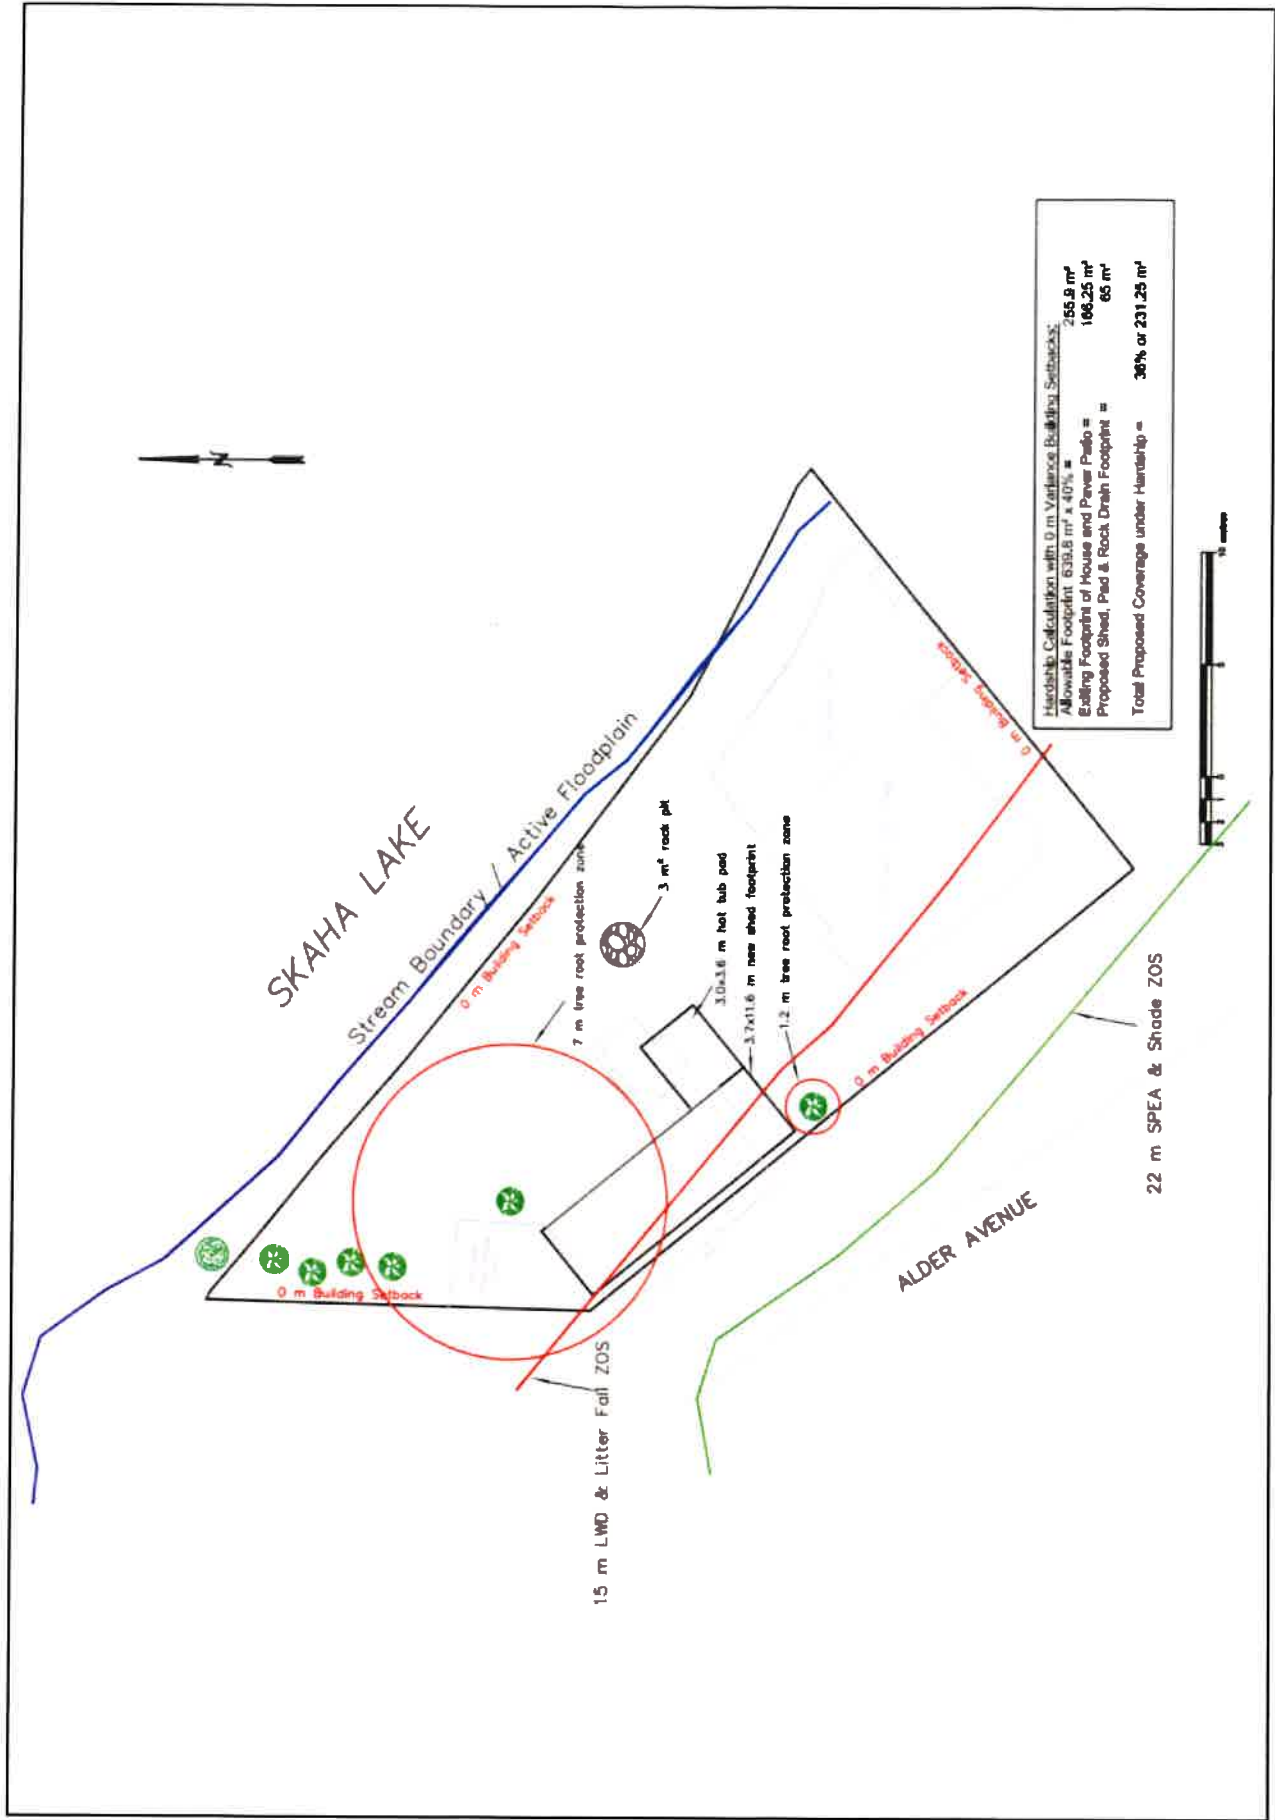 N
SKAHA LAKE
Stream Boundary / Active Floodplain
0 m Building Setback
7 m tree root protection zone
3 m² rock pit
3.0x3.6 m hot tub pad
3.7x11.6 m new shed footprint
1.2 m tree root protection zone
0 m Building Setback
0 m Building Setback
0 m Building Setback
15 m LWD & Litter Fall ZOS
ALDER AVENUE
22 m SPEA & Shade ZOS
Hardship Calculation with 0 m Variance Building Setbacks:
Allowable Footprint 639.8 m² x 40% = 255.9 m²
Exiting Footprint of House and Paver Patio = 166.25 m²
Proposed Shed, Pad & Rock Drain Footprint = 65 m²
Total Proposed Coverage under Hardship = 36% or 231.25 m²
10 metres